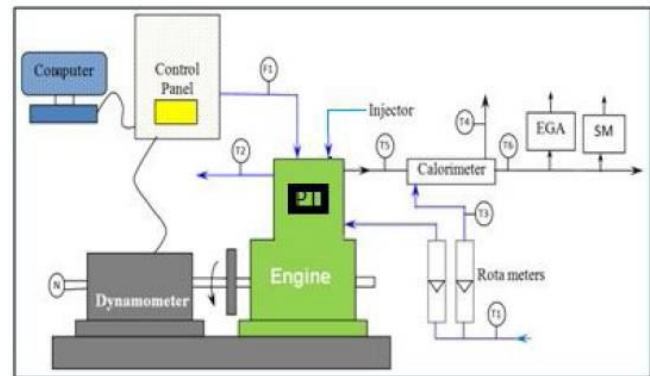 Computer
Control
Panel
F1
Injector
T2
T5
T4
T6
EGA
SM
Calorimeter
PT
T3
Engine
N
Dynamometer
Rota meters
T1